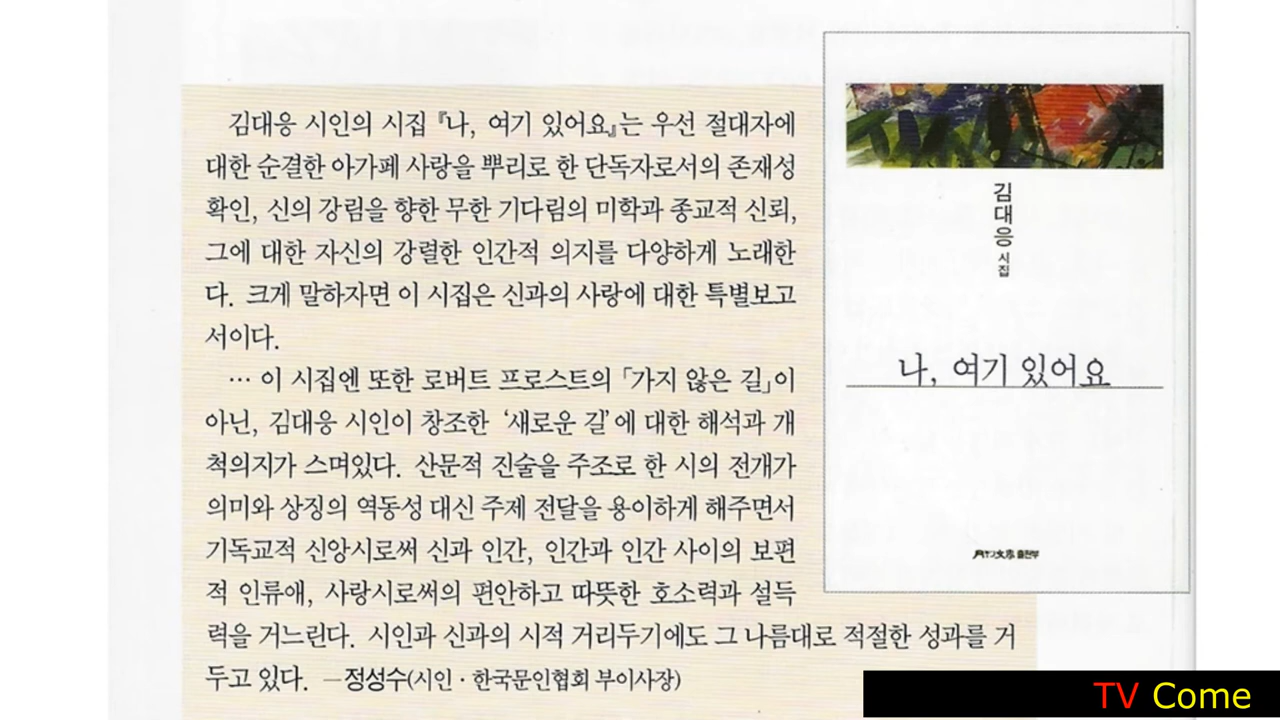 김대응 시인의 시집 『나, 여기 있어요』는 우선 절대자에
대한 순결한 아가페 사랑을 뿌리로 한 단독자로서의 존재성
확인, 신의 강림을 향한 무한 기다림의 미학과 종교적 신뢰,
그에 대한 자신의 강렬한 인간적 의지를 다양하게 노래한
다. 크게 말하자면 이 시집은 신과의 사랑에 대한 특별보고
서이다.
… 이 시집엔 또한 로버트 프로스트의 「가지 않은 길」이
아닌, 김대응 시인이 창조한 ‘새로운 길’에 대한 해석과 개
척의지가 스며있다. 산문적 진술을 주조로 한 시의 전개가
의미와 상징의 역동성 대신 주제 전달을 용이하게 해주면서
기독교적 신앙시로써 신과 인간, 인간과 인간 사이의 보편
적 인류애, 사랑시로써의 편안하고 따뜻한 호소력과 설득
력을 거느린다. 시인과 신과의 시적 거리두기에도 그 나름대로 적절한 성과를 거
두고 있다. ─정성수(시인 · 한국문인협회 부이사장)
김대응 시집
나, 여기 있어요
月刊文學 출판부
TV Come